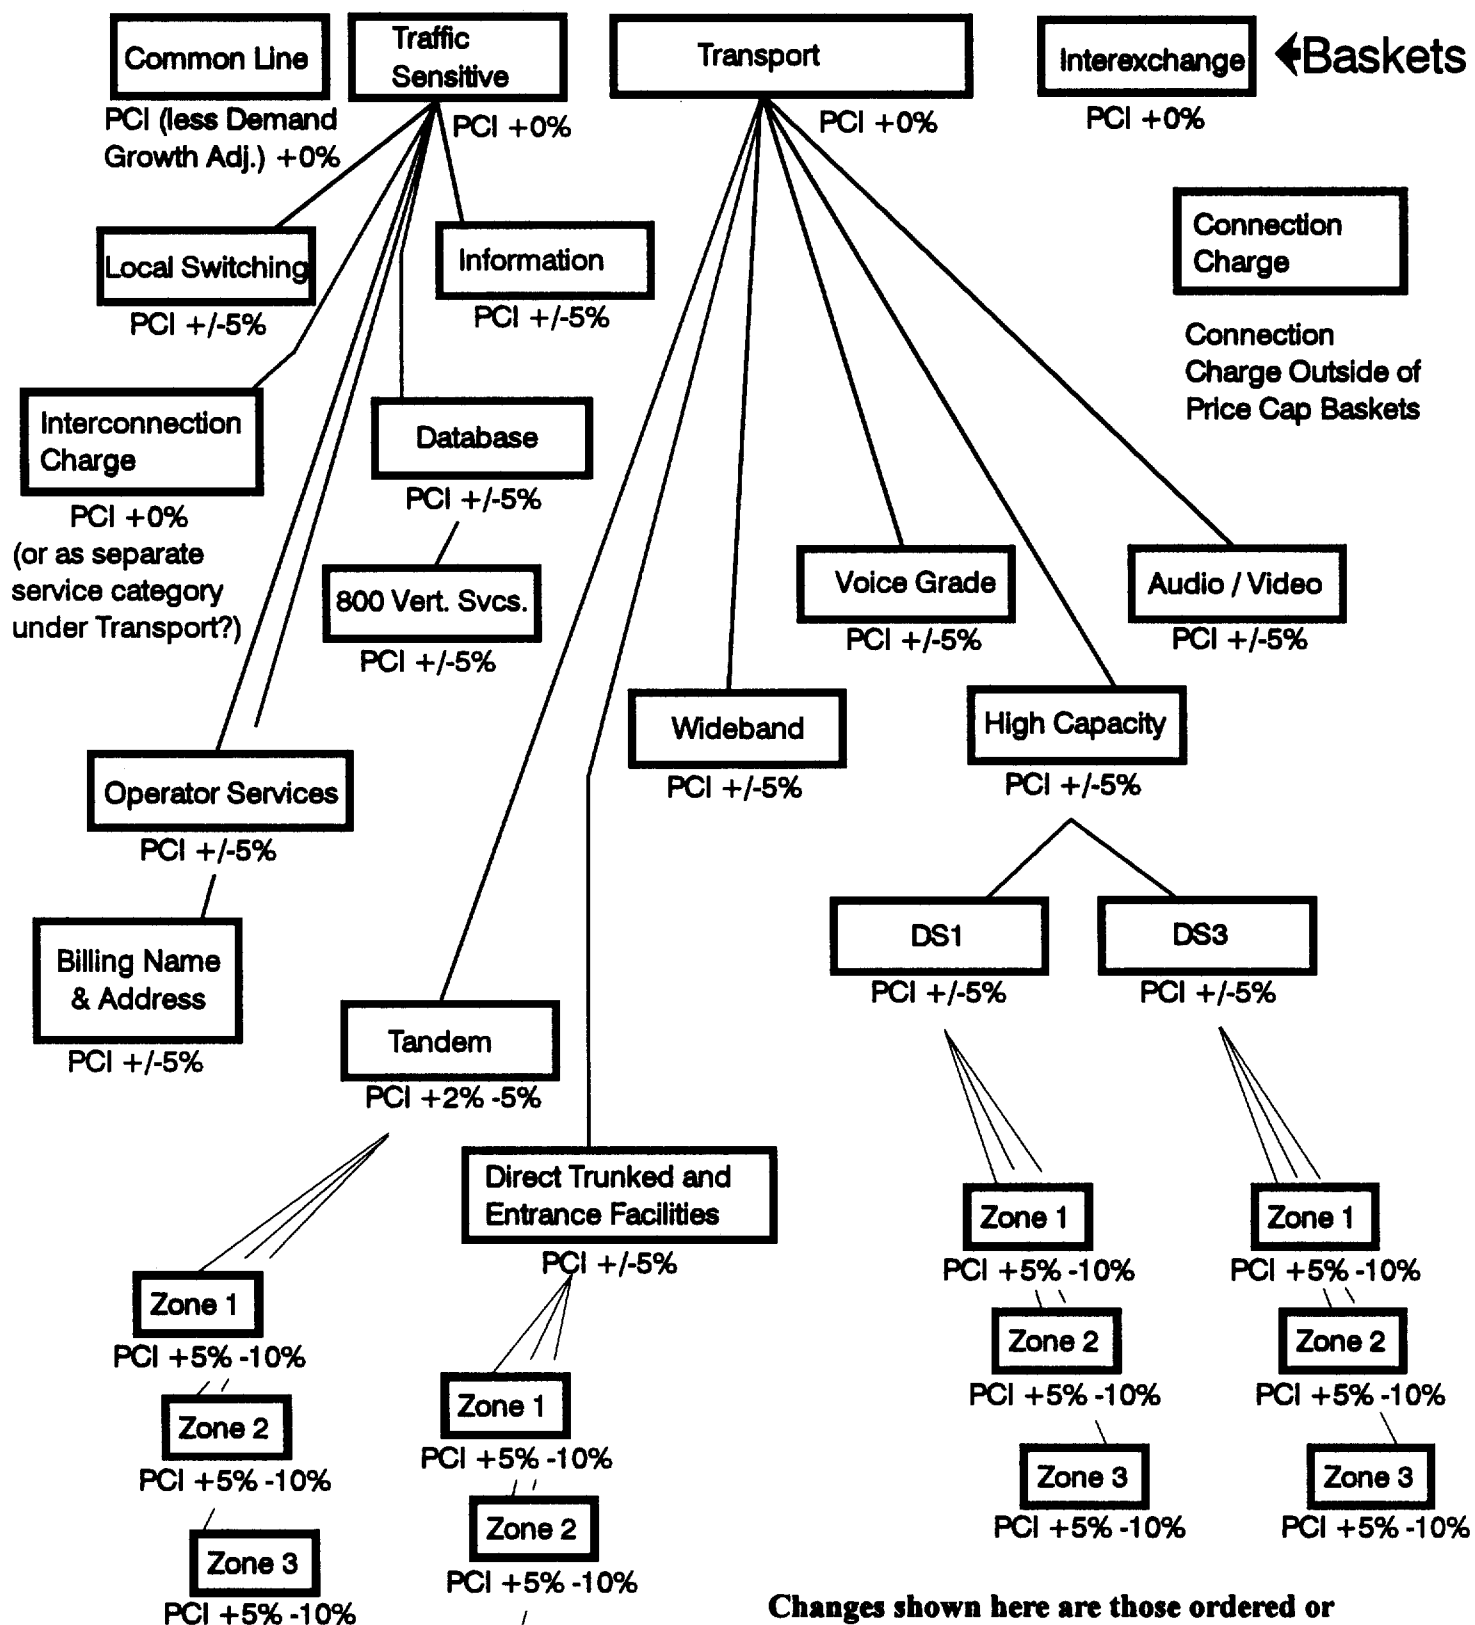 Common Line
Traffic
Sensitive
Transport
Interexchange
Baskets
PCI (less Demand
Growth Adj.) +0%
PCI +0%
PCI +0%
PCI +0%
Connection
Charge
Local Switching
PCI +/-5%
Information
PCI +/-5%
Connection
Charge Outside of
Price Cap Baskets
Interconnection
Charge
PCI +0%
(or as separate
service category
under Transport?)
Database
PCI +/-5%
800 Vert. Svcs.
PCI +/-5%
Voice Grade
PCI +/-5%
Audio / Video
PCI +/-5%
Wideband
PCI +/-5%
High Capacity
PCI +/-5%
Operator Services
PCI +/-5%
Billing Name
& Address
PCI +/-5%
DS1
PCI +/-5%
DS3
PCI +/-5%
Tandem
PCI +2% -5%
Direct Trunked and
Entrance Facilities
PCI +/-5%
Zone 1
PCI +5% -10%
Zone 2
PCI +5% -10%
Zone 3
PCI +5% -10%
Zone 1
PCI +5% -10%
Zone 2
PCI +5% -10%
Zone 1
PCI +5% -10%
Zone 2
PCI +5% -10%
Zone 3
PCI +5% -10%
Zone 1
PCI +5% -10%
Zone 2
PCI +5% -10%
Zone 3
PCI +5% -10%
Changes shown here are those ordered or